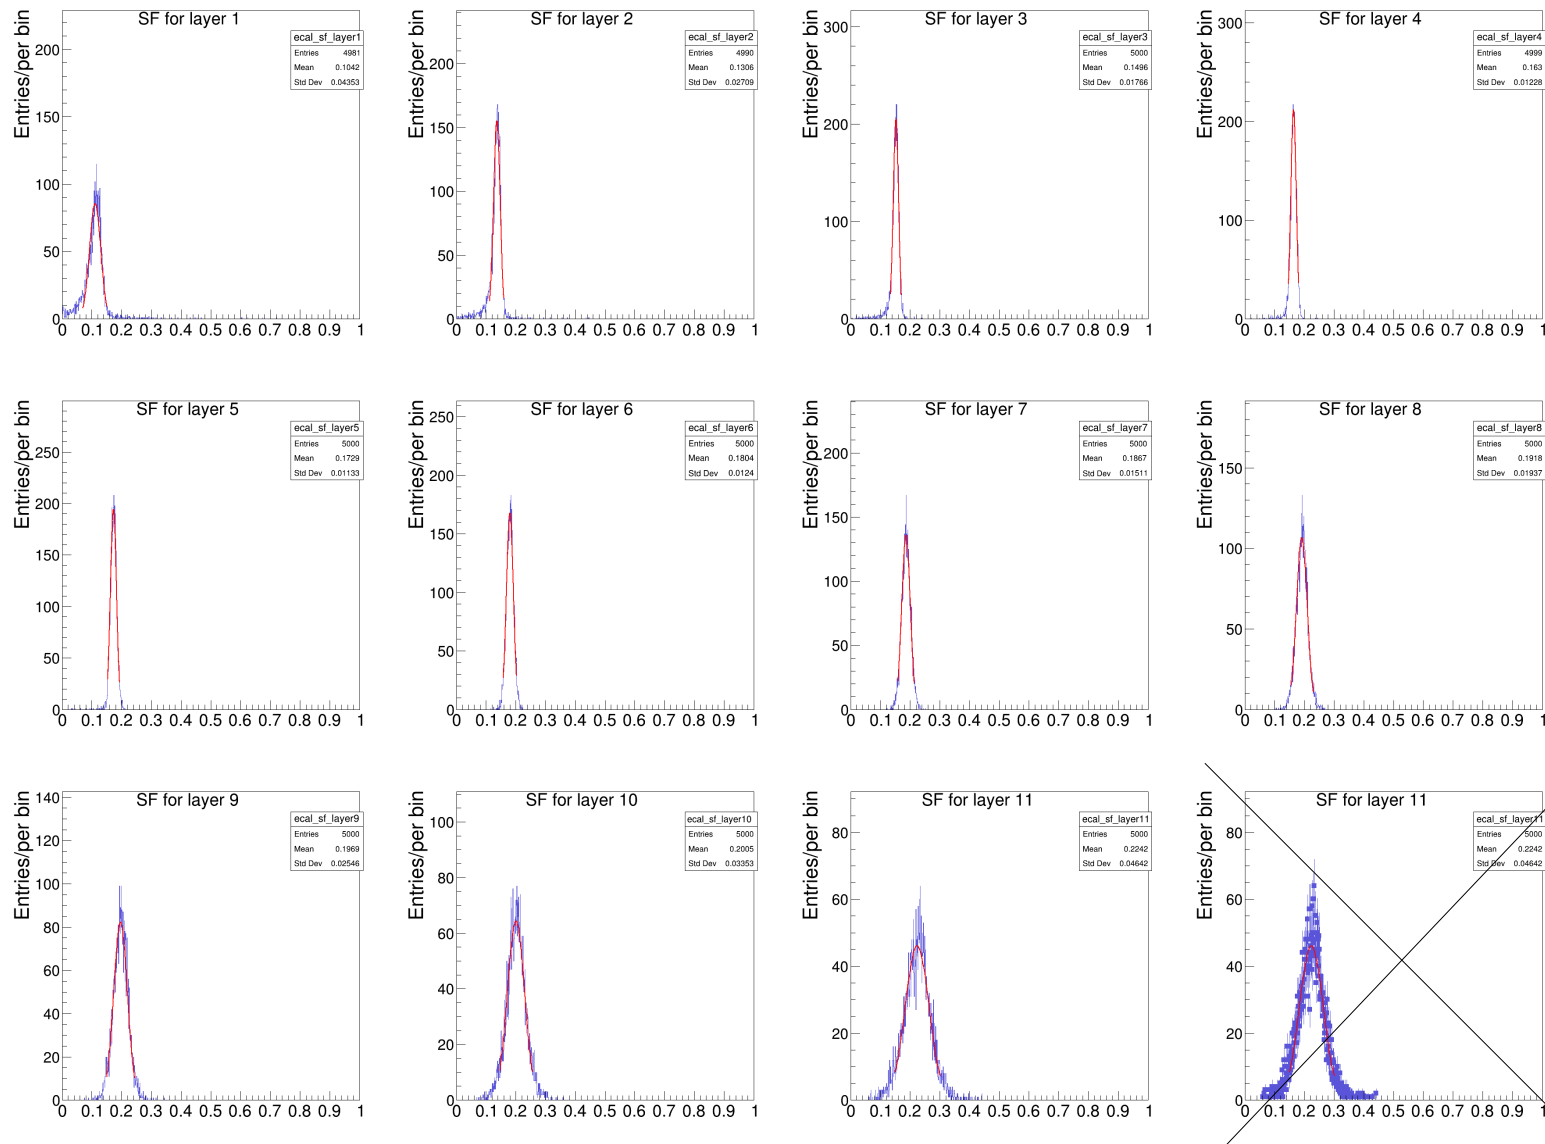 SF for layer 1
ecal_sf_layer1
Entries 4981
Mean 0.1042
Std Dev 0.04353
Entries/per bin
200
150
100
50
0
0 0.1 0.2 0.3 0.4 0.5 0.6 0.7 0.8 0.9 1
SF for layer 2
ecal_sf_layer2
Entries 4990
Mean 0.1306
Std Dev 0.02709
Entries/per bin
200
150
100
50
0
0 0.1 0.2 0.3 0.4 0.5 0.6 0.7 0.8 0.9 1
SF for layer 3
ecal_sf_layer3
Entries 5000
Mean 0.1496
Std Dev 0.01766
Entries/per bin
300
200
100
0
0 0.1 0.2 0.3 0.4 0.5 0.6 0.7 0.8 0.9 1
SF for layer 4
ecal_sf_layer4
Entries 4999
Mean 0.163
Std Dev 0.01228
Entries/per bin
300
200
100
0
0 0.1 0.2 0.3 0.4 0.5 0.6 0.7 0.8 0.9 1
SF for layer 5
ecal_sf_layer5
Entries 5000
Mean 0.1729
Std Dev 0.01133
Entries/per bin
250
200
150
100
50
0
0 0.1 0.2 0.3 0.4 0.5 0.6 0.7 0.8 0.9 1
SF for layer 6
ecal_sf_layer6
Entries 5000
Mean 0.1804
Std Dev 0.0124
Entries/per bin
250
200
150
100
50
0
0 0.1 0.2 0.3 0.4 0.5 0.6 0.7 0.8 0.9 1
SF for layer 7
ecal_sf_layer7
Entries 5000
Mean 0.1867
Std Dev 0.01511
Entries/per bin
200
150
100
50
0
0 0.1 0.2 0.3 0.4 0.5 0.6 0.7 0.8 0.9 1
SF for layer 8
ecal_sf_layer8
Entries 5000
Mean 0.1918
Std Dev 0.01937
Entries/per bin
150
100
50
0
0 0.1 0.2 0.3 0.4 0.5 0.6 0.7 0.8 0.9 1
SF for layer 9
ecal_sf_layer9
Entries 5000
Mean 0.1969
Std Dev 0.02546
Entries/per bin
140
120
100
80
60
40
20
0
0 0.1 0.2 0.3 0.4 0.5 0.6 0.7 0.8 0.9 1
SF for layer 10
ecal_sf_layer10
Entries 5000
Mean 0.2005
Std Dev 0.03353
Entries/per bin
100
80
60
40
20
0
0 0.1 0.2 0.3 0.4 0.5 0.6 0.7 0.8 0.9 1
SF for layer 11
ecal_sf_layer11
Entries 5000
Mean 0.2242
Std Dev 0.04642
Entries/per bin
80
60
40
20
0
0 0.1 0.2 0.3 0.4 0.5 0.6 0.7 0.8 0.9 1
SF for layer 11
ecal_sf_layer11
Entries 5000
Mean 0.2242
Std Dev 0.04642
Entries/per bin
80
60
40
20
0
0 0.1 0.2 0.3 0.4 0.5 0.6 0.7 0.8 0.9 1